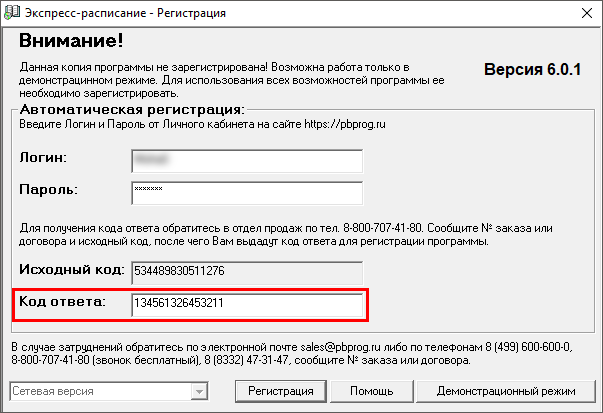 Экспресс-расписание - Регистрация
Внимание!
Данная копия программы не зарегистрирована! Возможна работа только в
демонстрацинном режиме. Для использования всех возможностей программы ее
необходимо зарегистрировать.
Версия 6.0.1
Автоматическая регистрация:
Введите Логин и Пароль от Личного кабинета на сайте https://pbprog.ru
Логин:
Пароль: *******
Для получения кода ответа обратитесь в отдел продаж по тел. 8-800-707-41-80. Сообщите № заказа или
договора и исходный код, после чего Вам выдадут код ответа для регистрации программы.
Исходный код: 534489830511276
Код ответа: 134561326453211
В случае затруднений обратитесь по электронной почте sales@pbprog.ru либо по телефонам 8 (499) 600-600-0,
8-800-707-41-80 (звонок бесплатный), 8 (8332) 47-31-47, сообщите № заказа или договора.
Сетевая версия Регистрация Помощь Демонстрационный режим